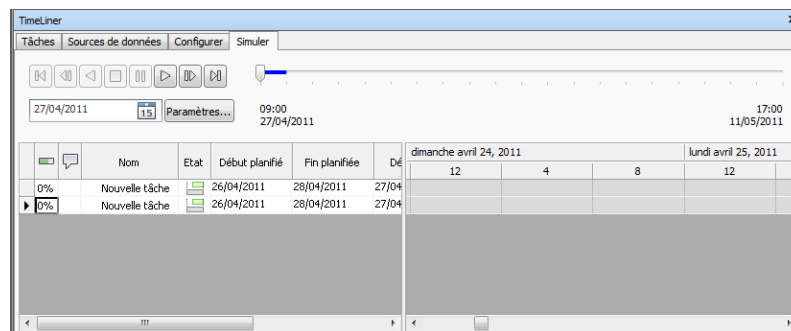 TimeLiner
Tâches Sources de données Configurer Simuler
27/04/2011 15 Paramètres... 09:00 27/04/2011 17:00 11/05/2011
Nom Etat Début planifié Fin planifiée Dé
dimanche avril 24, 2011 lundi avril 25, 2011
12 4 8 12
0% Nouvelle tâche 26/04/2011 28/04/2011 27/04
0% Nouvelle tâche 26/04/2011 28/04/2011 27/04